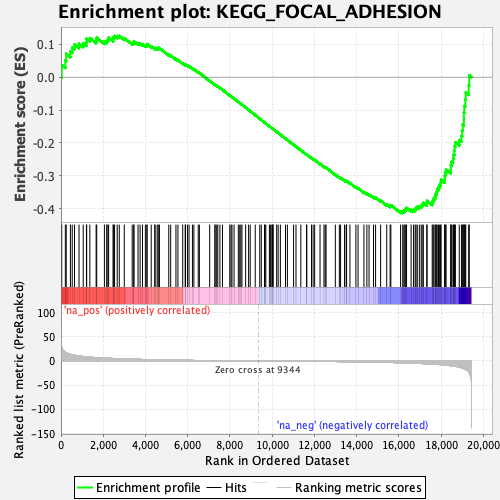 Enrichment plot: KEGG_FOCAL_ADHESION
Enrichment score (ES)
0.1
0.0
-0.1
-0.2
-0.3
-0.4
'na_pos' (positively correlated)
Ranked list metric (PreRanked)
100
50
0
-50
-100
-150
Zero cross at 9344
'na_neg' (negatively correlated)
0 2,000 4,000 6,000 8,000 10,000 12,000 14,000 16,000 18,000 20,000
Rank in Ordered Dataset
Enrichment profile Hits Ranking metric scores